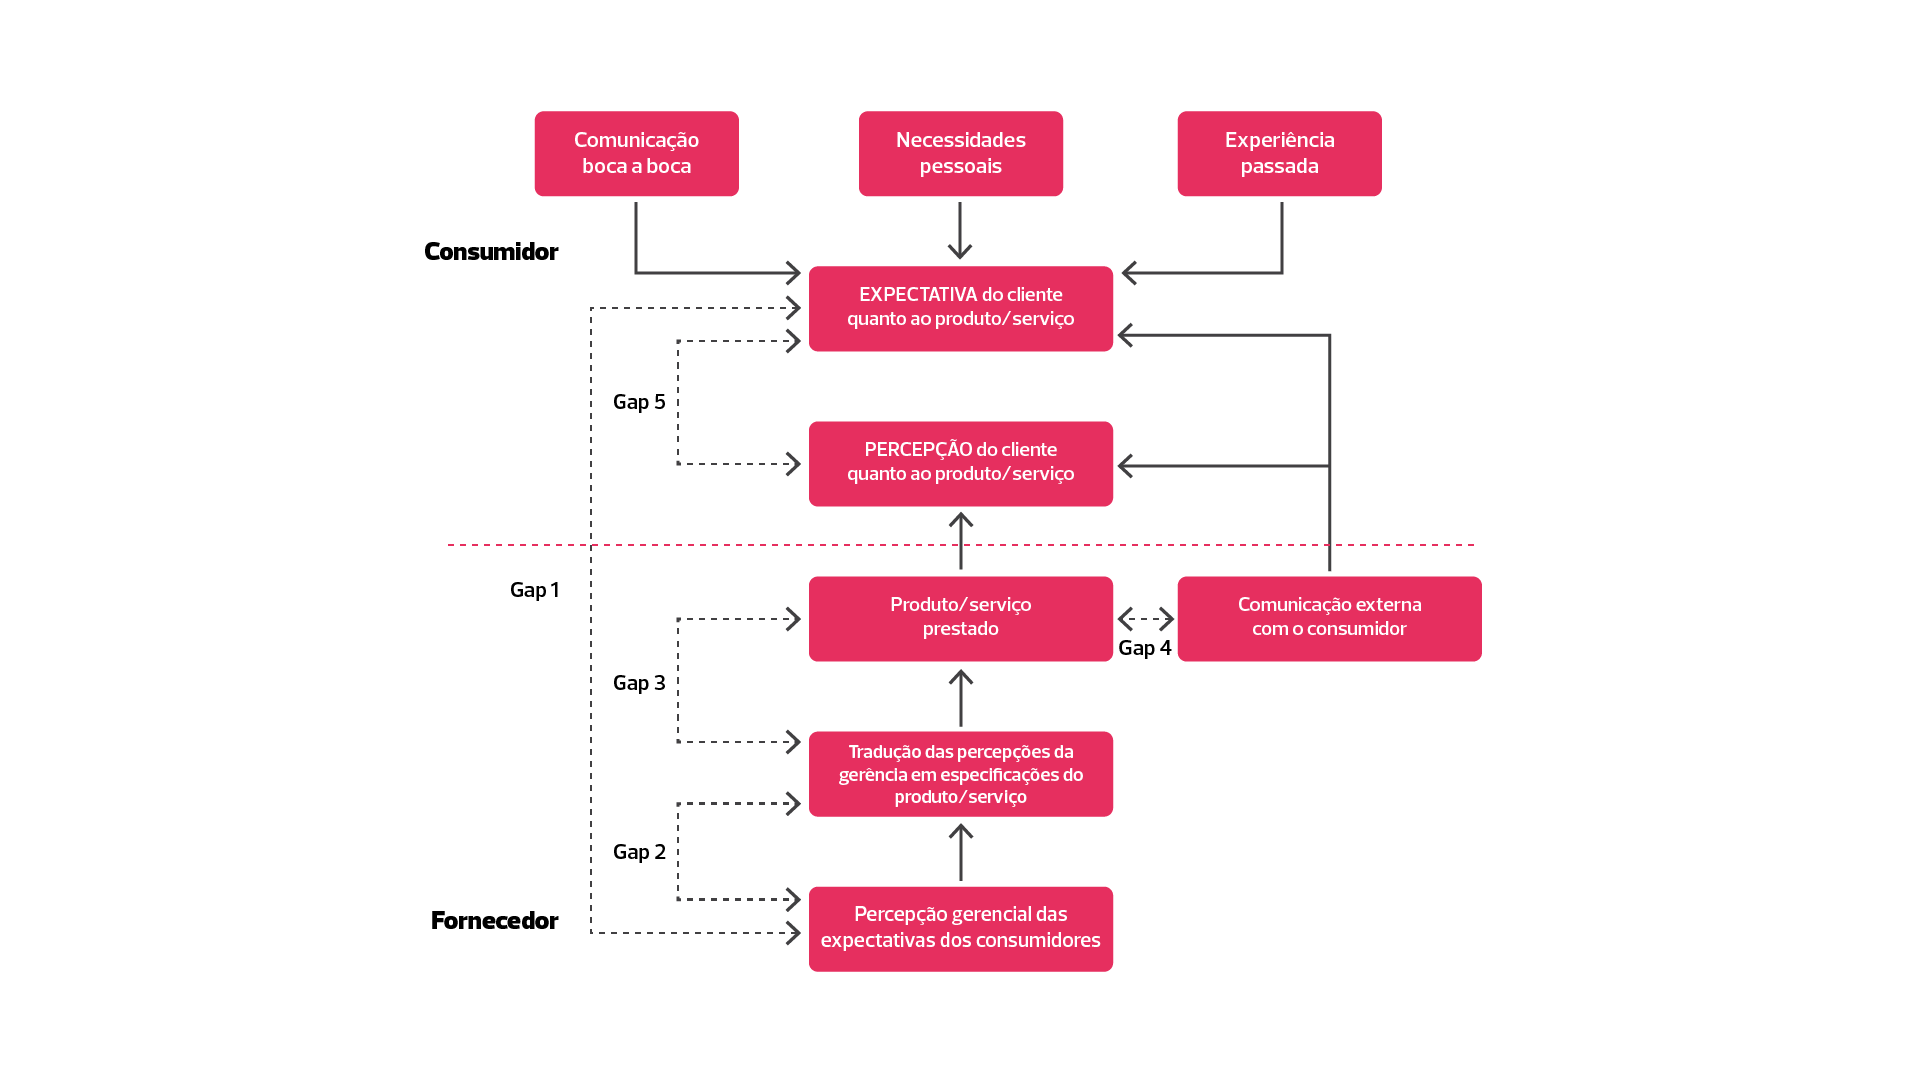 Comunicação
boca a boca
Necessidades
pessoais
Experiência
passada
Consumidor
EXPECTATIVA do cliente
quanto ao produto/serviço
Gap 5
PERCEPÇÃO do cliente
quanto ao produto/serviço
Gap 1
Produto/serviço
prestado
Gap 4
Comunicação externa
com o consumidor
Gap 3
Tradução das percepções da
gerência em especificações do
produto/serviço
Gap 2
Fornecedor
Percepção gerencial das
expectativas dos consumidores